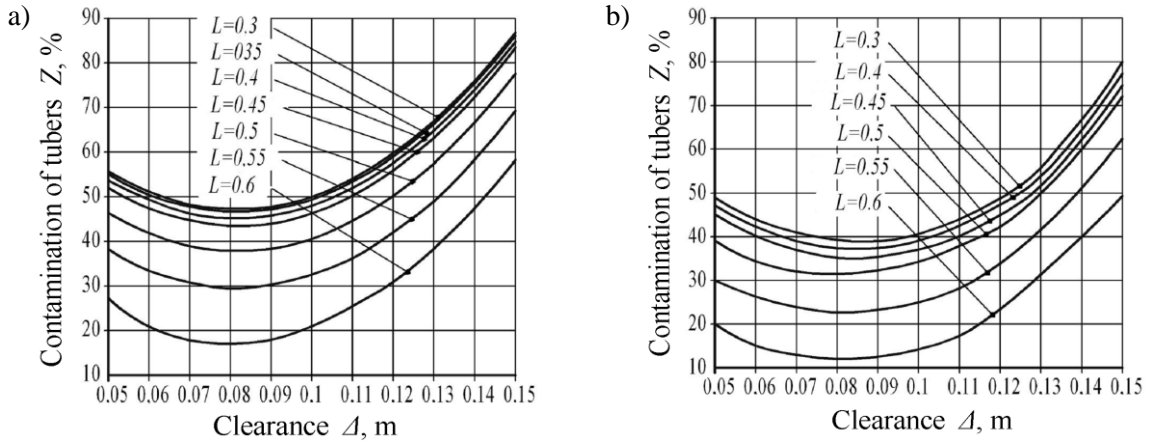 a)
Contamination of tubers Z, %
90
80
70
60
50
40
30
20
10
L=0.3
L=035
L=0.4
L=0.45
L=0.5
L=0,55
L=0.6
0.05 0.06 0.07 0.08 0.09 0.1 0.11 0.12 0.13 0.14 0.15
Clearance Δ, m
b)
Contamination of tubers Z, %
90
80
70
60
50
40
30
20
10
L=0.3
L=0.4
L=0.45
L=0.5
L=0.55
L=0.6
0.05 0.06 0.07 0.08 0.09 0.1 0.11 0.12 0.13 0.14 0.15
Clearance Δ, m